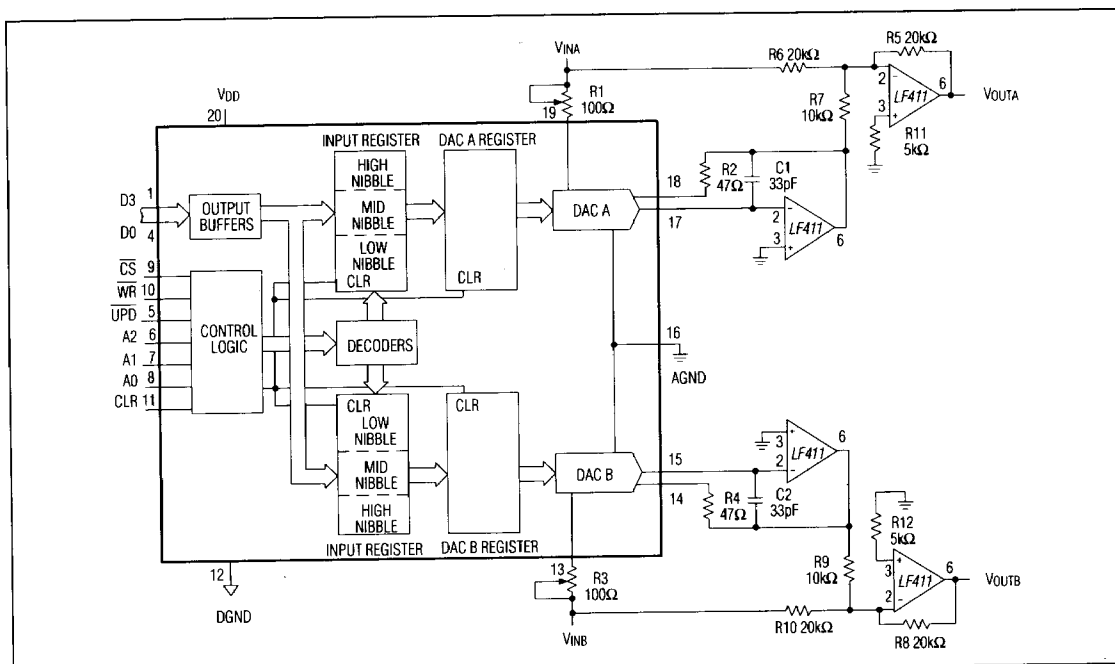 VINA
R6 20kΩ
R5 20kΩ
2
6
LF411
3
VOUTA
R11
5kΩ
R7
10kΩ
R1
100Ω
19
VDD
20
INPUT REGISTER
DAC A REGISTER
HIGH
NIBBLE
MID
NIBBLE
LOW
NIBBLE
CLR
CLR
DAC A
18
17
R2
47Ω
C1
33pF
2
3
LF411
6
D3
1
D0
4
OUTPUT
BUFFERS
CS 9
WR 10
UPD 5
A2 6
A1 7
A0 8
CLR 11
CONTROL
LOGIC
DECODERS
16
AGND
CLR
LOW
NIBBLE
MID
NIBBLE
HIGH
NIBBLE
INPUT REGISTER
CLR
DAC B REGISTER
DAC B
15
14
R4
47Ω
C2
33pF
3
2
LF411
6
R12
5kΩ
R9
10kΩ
3
2
LF411
6
VOUTB
R10 20kΩ
R8 20kΩ
13
R3
100Ω
VINB
12
DGND